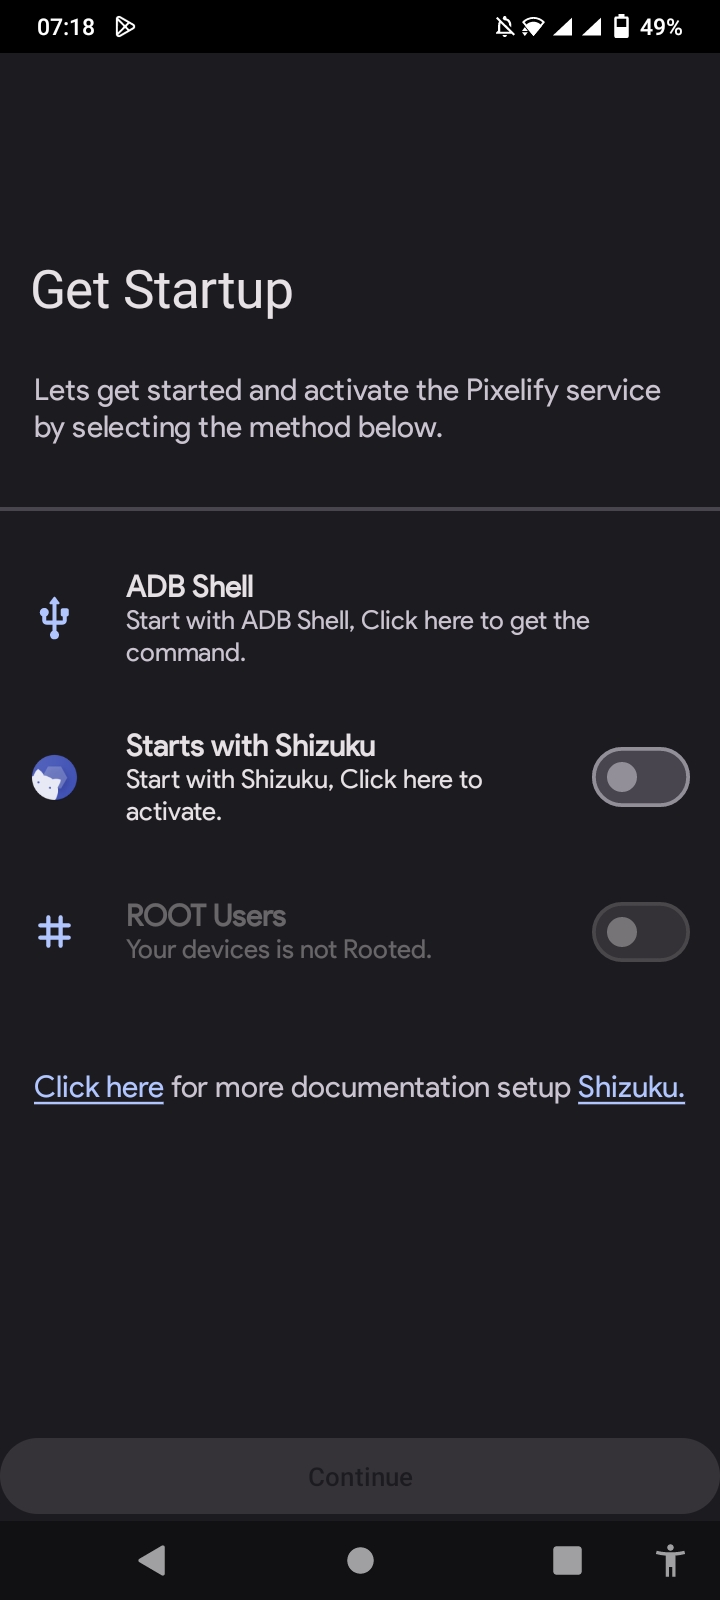 07:18
49%
Get Startup
Lets get started and activate the Pixelify service
by selecting the method below.
ADB Shell
Start with ADB Shell, Click here to get the
command.
Starts with Shizuku
Start with Shizuku, Click here to
activate.
ROOT Users
Your devices is not Rooted.
Click here for more documentation setup Shizuku.
Continue